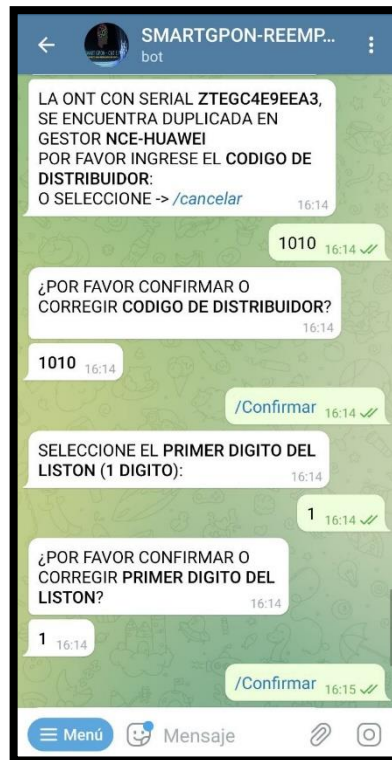 SMARTGPON-REEMP...
bot
LA ONT CON SERIAL ZTEGC4E9EEA3,
SE ENCUENTRA DUPLICADA EN
GESTOR NCE-HUAWEI
POR FAVOR INGRESE EL CODIGO DE
DISTRIBUIDOR:
O SELECCIONE -> /cancelar 16:14
1010 16:14
¿POR FAVOR CONFIRMAR O
CORREGIR CODIGO DE DISTRIBUIDOR?
16:14
1010 16:14
/Confirmar 16:14
SELECCIONE EL PRIMER DIGITO DEL
LISTON (1 DIGITO): 16:14
1 16:14
¿POR FAVOR CONFIRMAR O
CORREGIR PRIMER DIGITO DEL
LISTON? 16:14
1 16:14
/Confirmar 16:15
Menú Mensaje